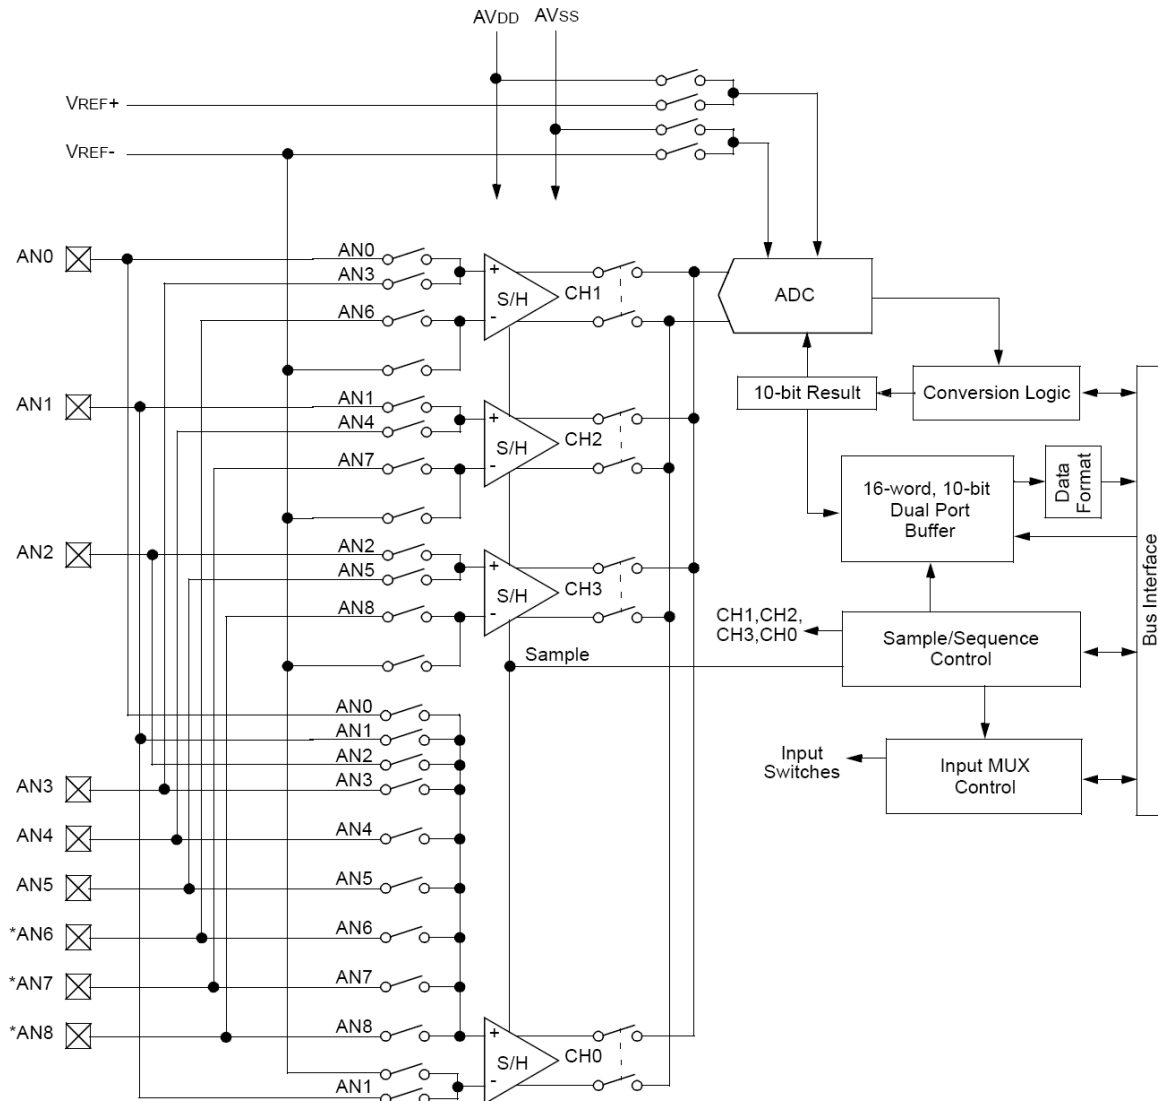 AVDD AVSS
VREF+
VREF-
AN0
AN0
AN3
AN6
+
-
S/H
CH1
ADC
AN1
AN1
AN4
AN7
+
-
S/H
CH2
10-bit Result
Conversion Logic
16-word, 10-bit
Dual Port
Buffer
Data
Format
Bus Interface
AN2
AN2
AN5
AN8
+
-
S/H
CH3
CH1,CH2,
CH3,CH0
Sample/Sequence
Control
Sample
Input
Switches
Input MUX
Control
AN0
AN1
AN2
AN3
AN3
AN4
AN4
AN5
AN5
*AN6
AN6
*AN7
AN7
*AN8
AN8
+
-
S/H
CH0
AN1